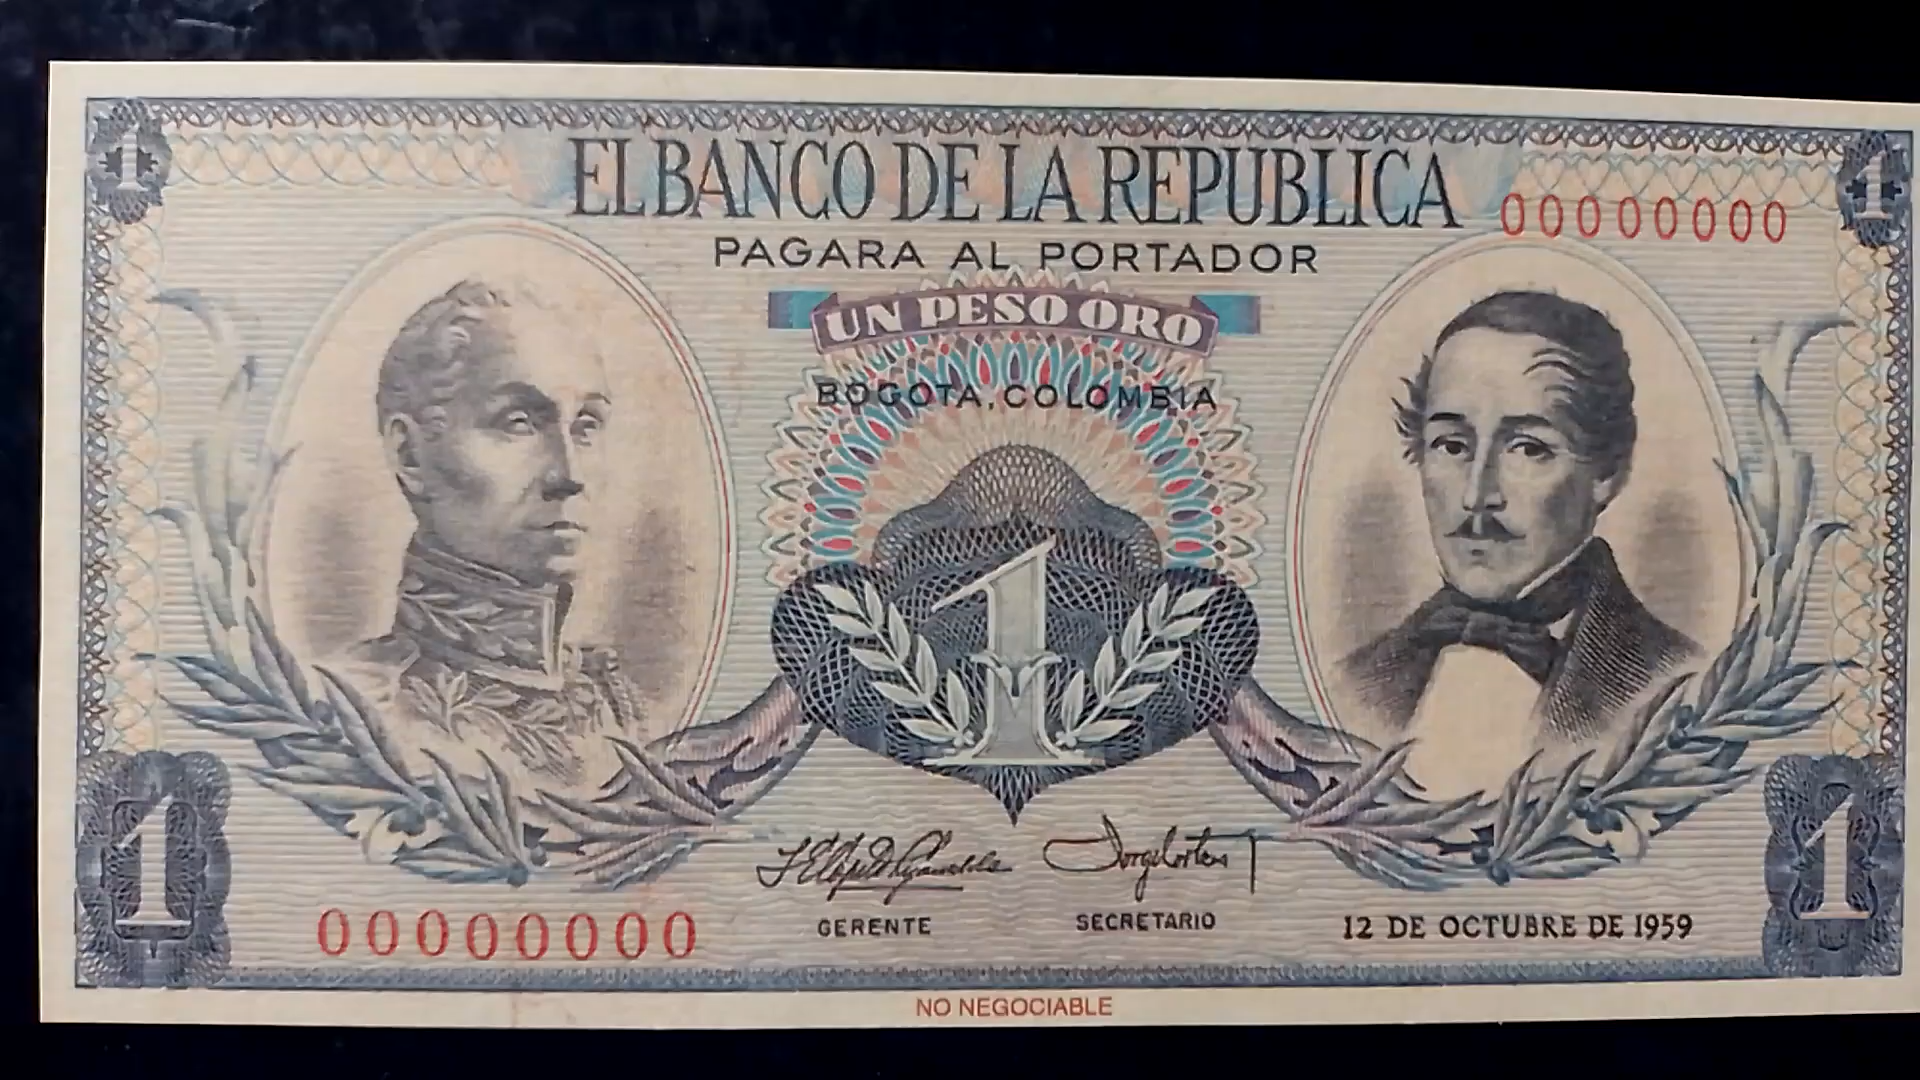 1
1
EL BANCO DE LA REPUBLICA
00000000
PAGARA AL PORTADOR
UN PESO ORO
BOGOTA, COLOMBIA
1
1
1
00000000
GERENTE
SECRETARIO
12 DE OCTUBRE DE 1959
NO NEGOCIABLE